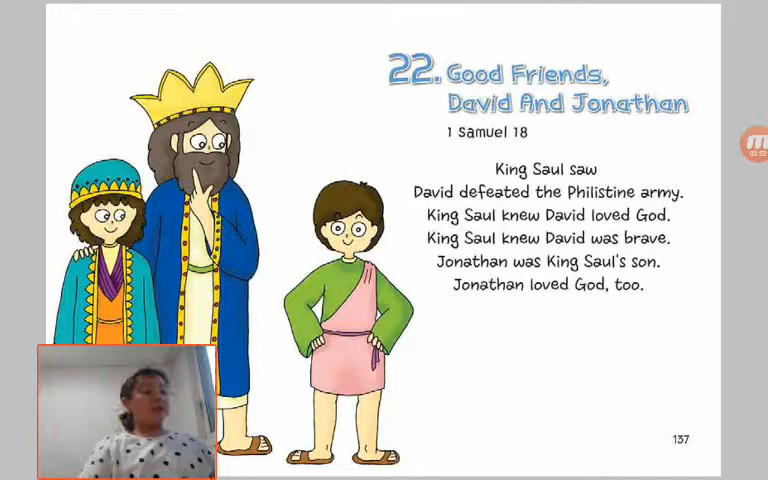 22. Good Friends,
David And Jonathan
1 Samuel 18
King Saul saw
David defeated the Philistine army.
King Saul knew David loved God.
King Saul knew David was brave.
Jonathan was King Saul's son.
Jonathan loved God, too.
137
03:53